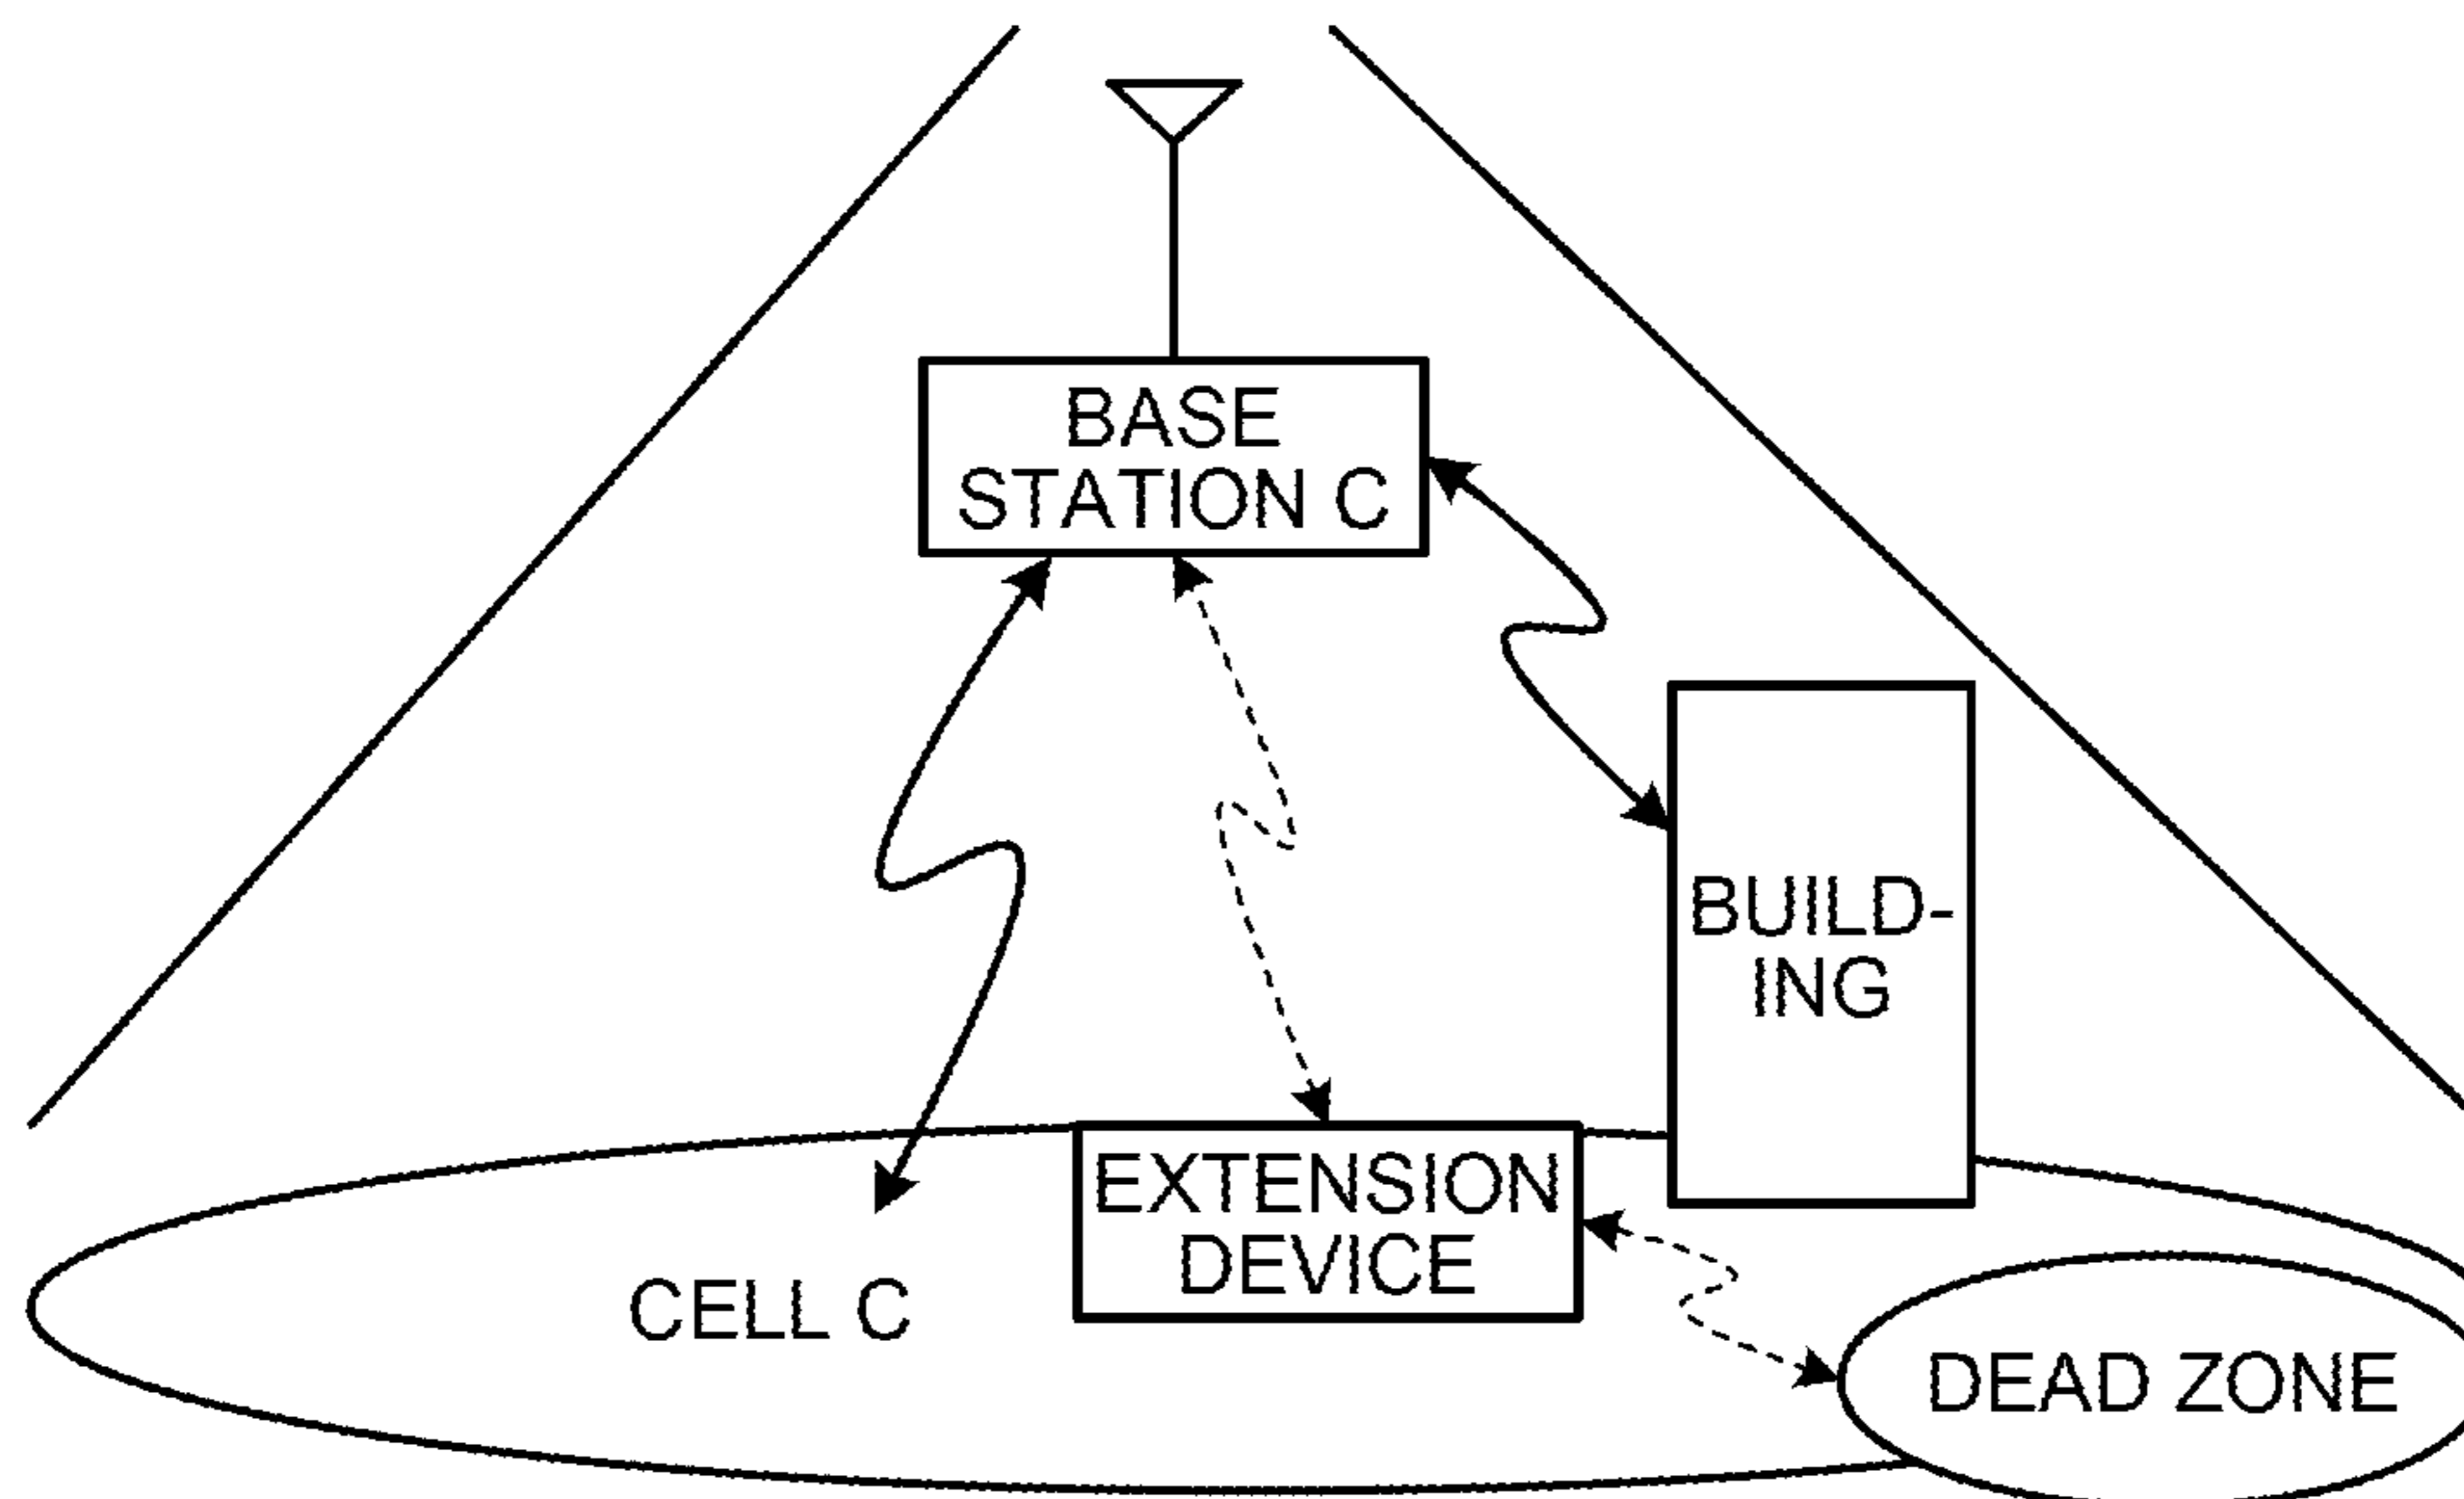 BASE
STATION C
BUILD-
ING
EXTENSION
DEVICE
CELL C
DEAD ZONE